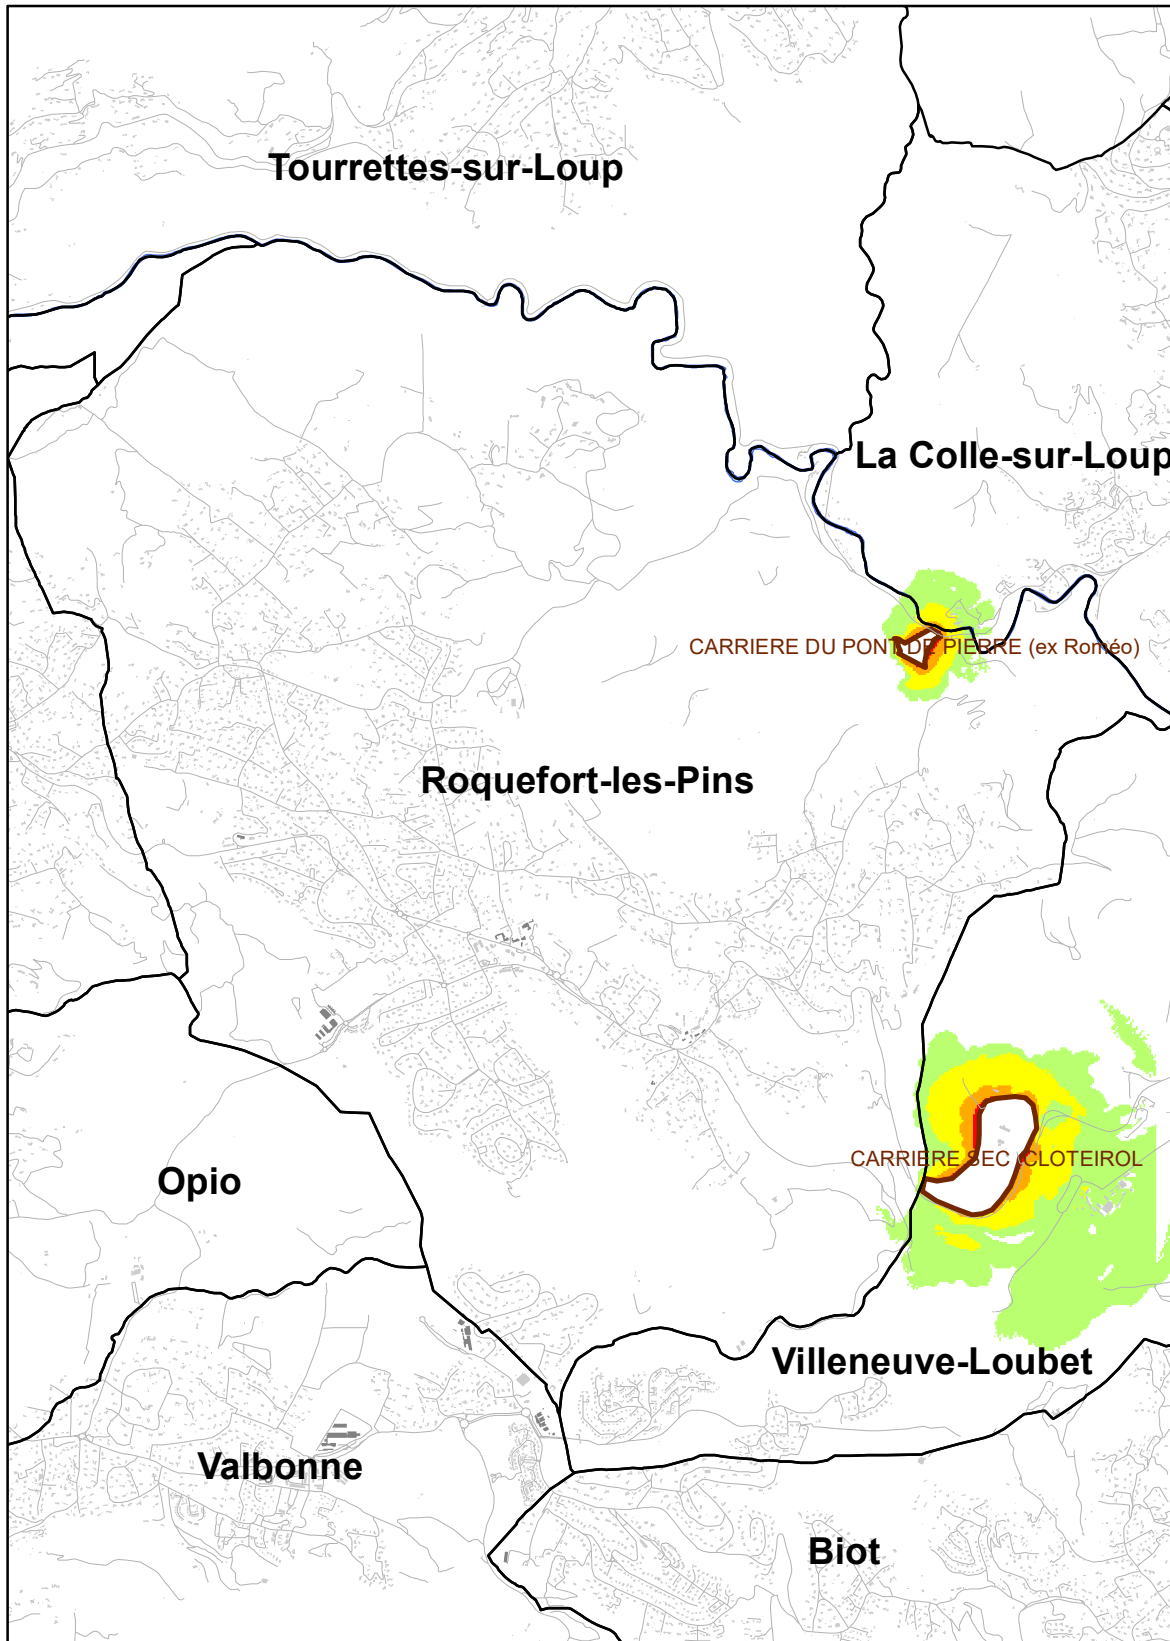 Tourrettes-sur-Loup
La Colle-sur-Loup
CARRIERE DU PONT DE PIERRE (ex Roméo)
Roquefort-les-Pins
CARRIERE SEC (CLOTEIROL
Opio
Villeneuve-Loubet
Valbonne
Biot